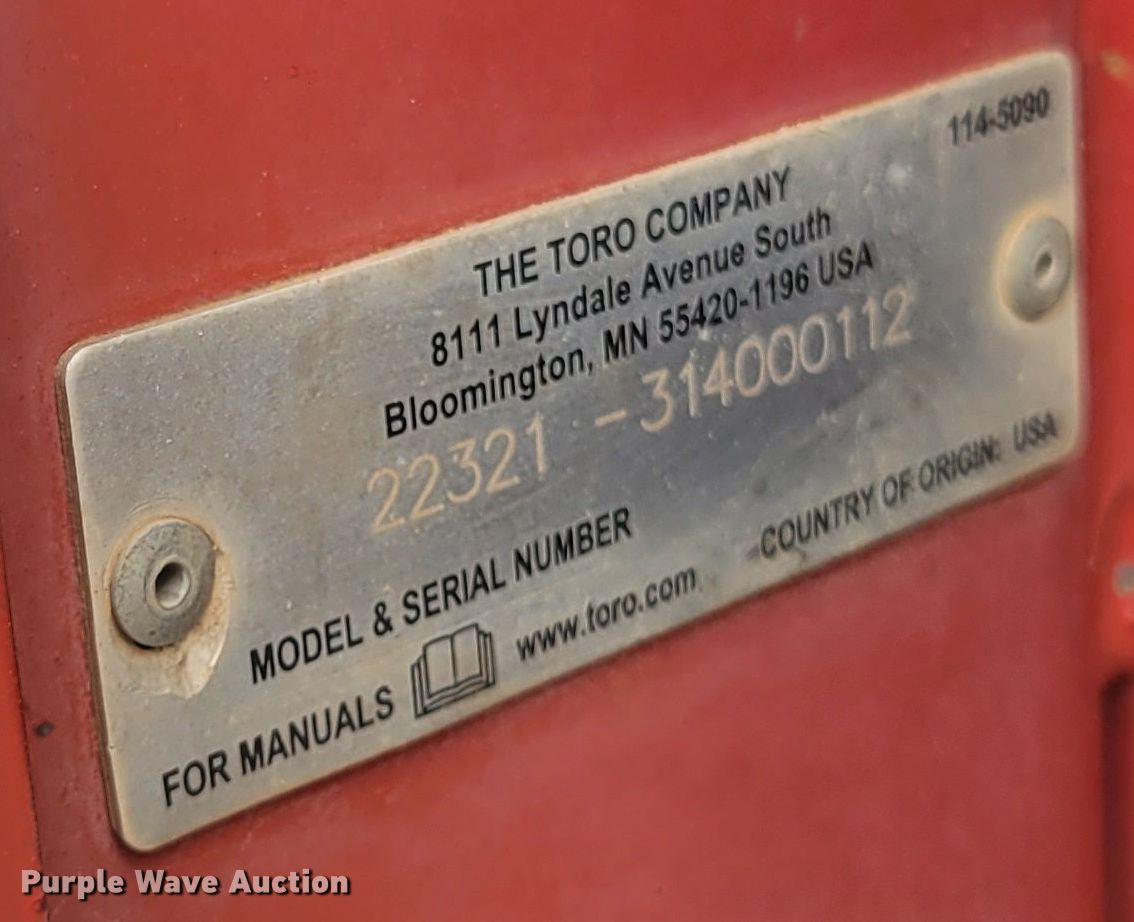 114-5090
THE TORO COMPANY
8111 Lyndale Avenue South
Bloomington, MN 55420-1196 USA
22321 -314000112
MODEL & SERIAL NUMBER
COUNTRY OF ORIGIN: USA
FOR MANUALS www.toro.com
Purple Wave Auction